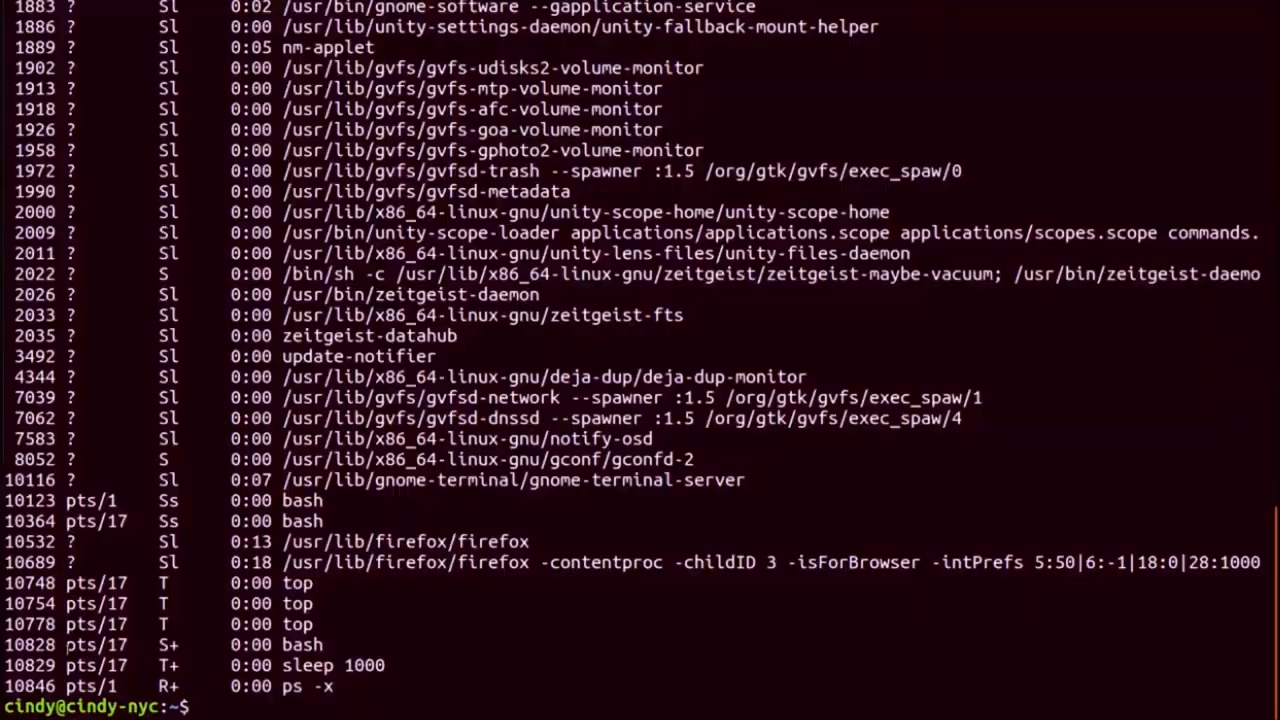 1883 ? Sl 0:02 /usr/bin/gnome-software --gapplication-service
1886 ? Sl 0:00 /usr/lib/unity-settings-daemon/unity-fallback-mount-helper
1889 ? Sl 0:05 nm-applet
1902 ? Sl 0:00 /usr/lib/gvfs/gvfs-udisks2-volume-monitor
1913 ? Sl 0:00 /usr/lib/gvfs/gvfs-mtp-volume-monitor
1918 ? Sl 0:00 /usr/lib/gvfs/gvfs-afc-volume-monitor
1926 ? Sl 0:00 /usr/lib/gvfs/gvfs-goa-volume-monitor
1958 ? Sl 0:00 /usr/lib/gvfs/gvfs-gphoto2-volume-monitor
1972 ? Sl 0:00 /usr/lib/gvfs/gvfsd-trash --spawner :1.5 /org/gtk/gvfs/exec_spaw/0
1990 ? Sl 0:00 /usr/lib/gvfs/gvfsd-metadata
2000 ? Sl 0:00 /usr/lib/x86_64-linux-gnu/unity-scope-home/unity-scope-home
2009 ? Sl 0:00 /usr/bin/unity-scope-loader applications/applications.scope applications/scopes.scope commands.
2011 ? Sl 0:00 /usr/lib/x86_64-linux-gnu/unity-lens-files/unity-files-daemon
2022 ? S 0:00 /bin/sh -c /usr/lib/x86_64-linux-gnu/zeitgeist/zeitgeist-maybe-vacuum; /usr/bin/zeitgeist-daemo
2026 ? Sl 0:00 /usr/bin/zeitgeist-daemon
2033 ? Sl 0:00 /usr/lib/x86_64-linux-gnu/zeitgeist-fts
2035 ? Sl 0:00 zeitgeist-datahub
3492 ? Sl 0:00 update-notifier
4344 ? Sl 0:00 /usr/lib/x86_64-linux-gnu/deja-dup/deja-dup-monitor
7039 ? Sl 0:00 /usr/lib/gvfs/gvfsd-network --spawner :1.5 /org/gtk/gvfs/exec_spaw/1
7062 ? Sl 0:00 /usr/lib/gvfs/gvfsd-dnssd --spawner :1.5 /org/gtk/gvfs/exec_spaw/4
7583 ? Sl 0:00 /usr/lib/x86_64-linux-gnu/notify-osd
8052 ? S 0:00 /usr/lib/x86_64-linux-gnu/gconf/gconfd-2
10116 ? Sl 0:07 /usr/lib/gnome-terminal/gnome-terminal-server
10123 pts/1 Ss 0:00 bash
10364 pts/17 Ss 0:00 bash
10532 ? Sl 0:13 /usr/lib/firefox/firefox
10689 ? Sl 0:18 /usr/lib/firefox/firefox -contentproc -childID 3 -isForBrowser -intPrefs 5:50|6:-1|18:0|28:1000
10748 pts/17 T 0:00 top
10754 pts/17 T 0:00 top
10778 pts/17 T 0:00 top
10828 pts/17 S+ 0:00 bash
10829 pts/17 T+ 0:00 sleep 1000
10846 pts/1 R+ 0:00 ps -x
cindy@cindy-nyc:~$